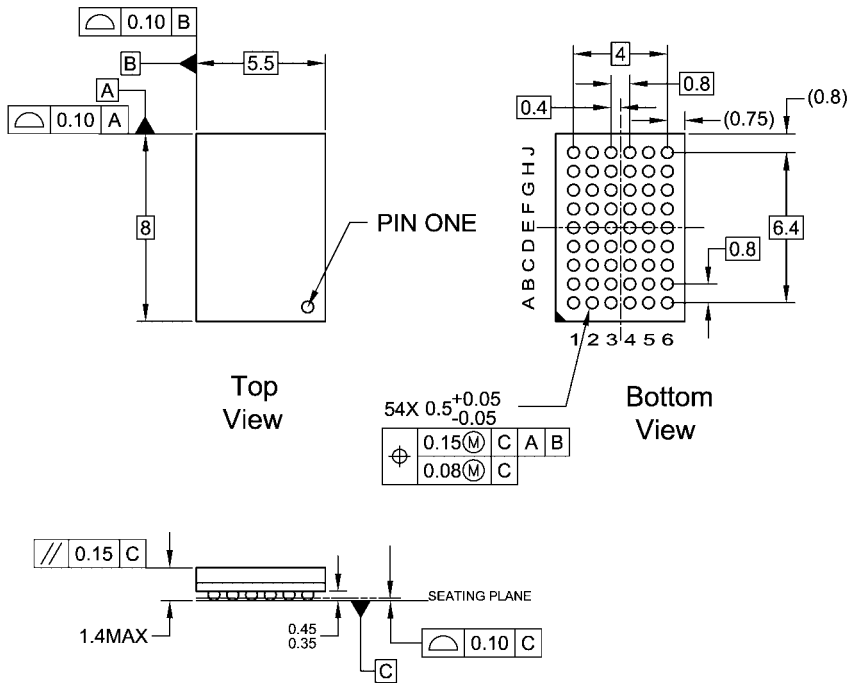 0.10 B
B
5.5
A
0.10 A
8
PIN ONE
Top
View
4
0.8
0.4
(0.75)
(0.8)
J
H
G
F
E
D
C
B
A
6.4
0.8
1 2 3 4 5 6
Bottom
View
54X 0.5 +0.05
-0.05
0.15 Ⓜ C A B
0.08 Ⓜ C
// 0.15 C
1.4MAX
0.45
0.35
SEATING PLANE
0.10 C
C